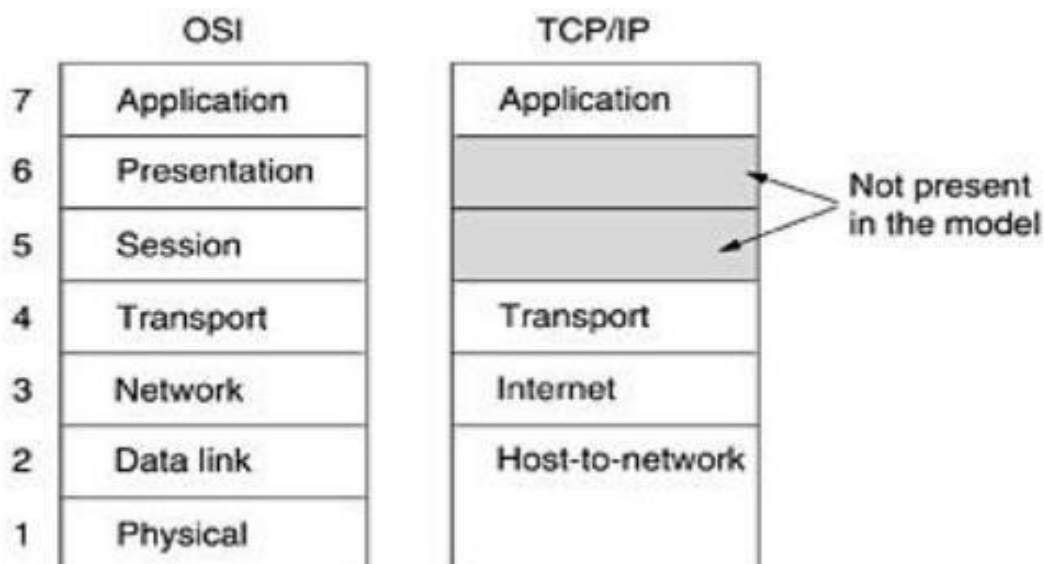 OSI TCP/IP
7 Application Application
6 Presentation
Not present
in the model
5 Session
4 Transport Transport
3 Network Internet
2 Data link Host-to-network
1 Physical